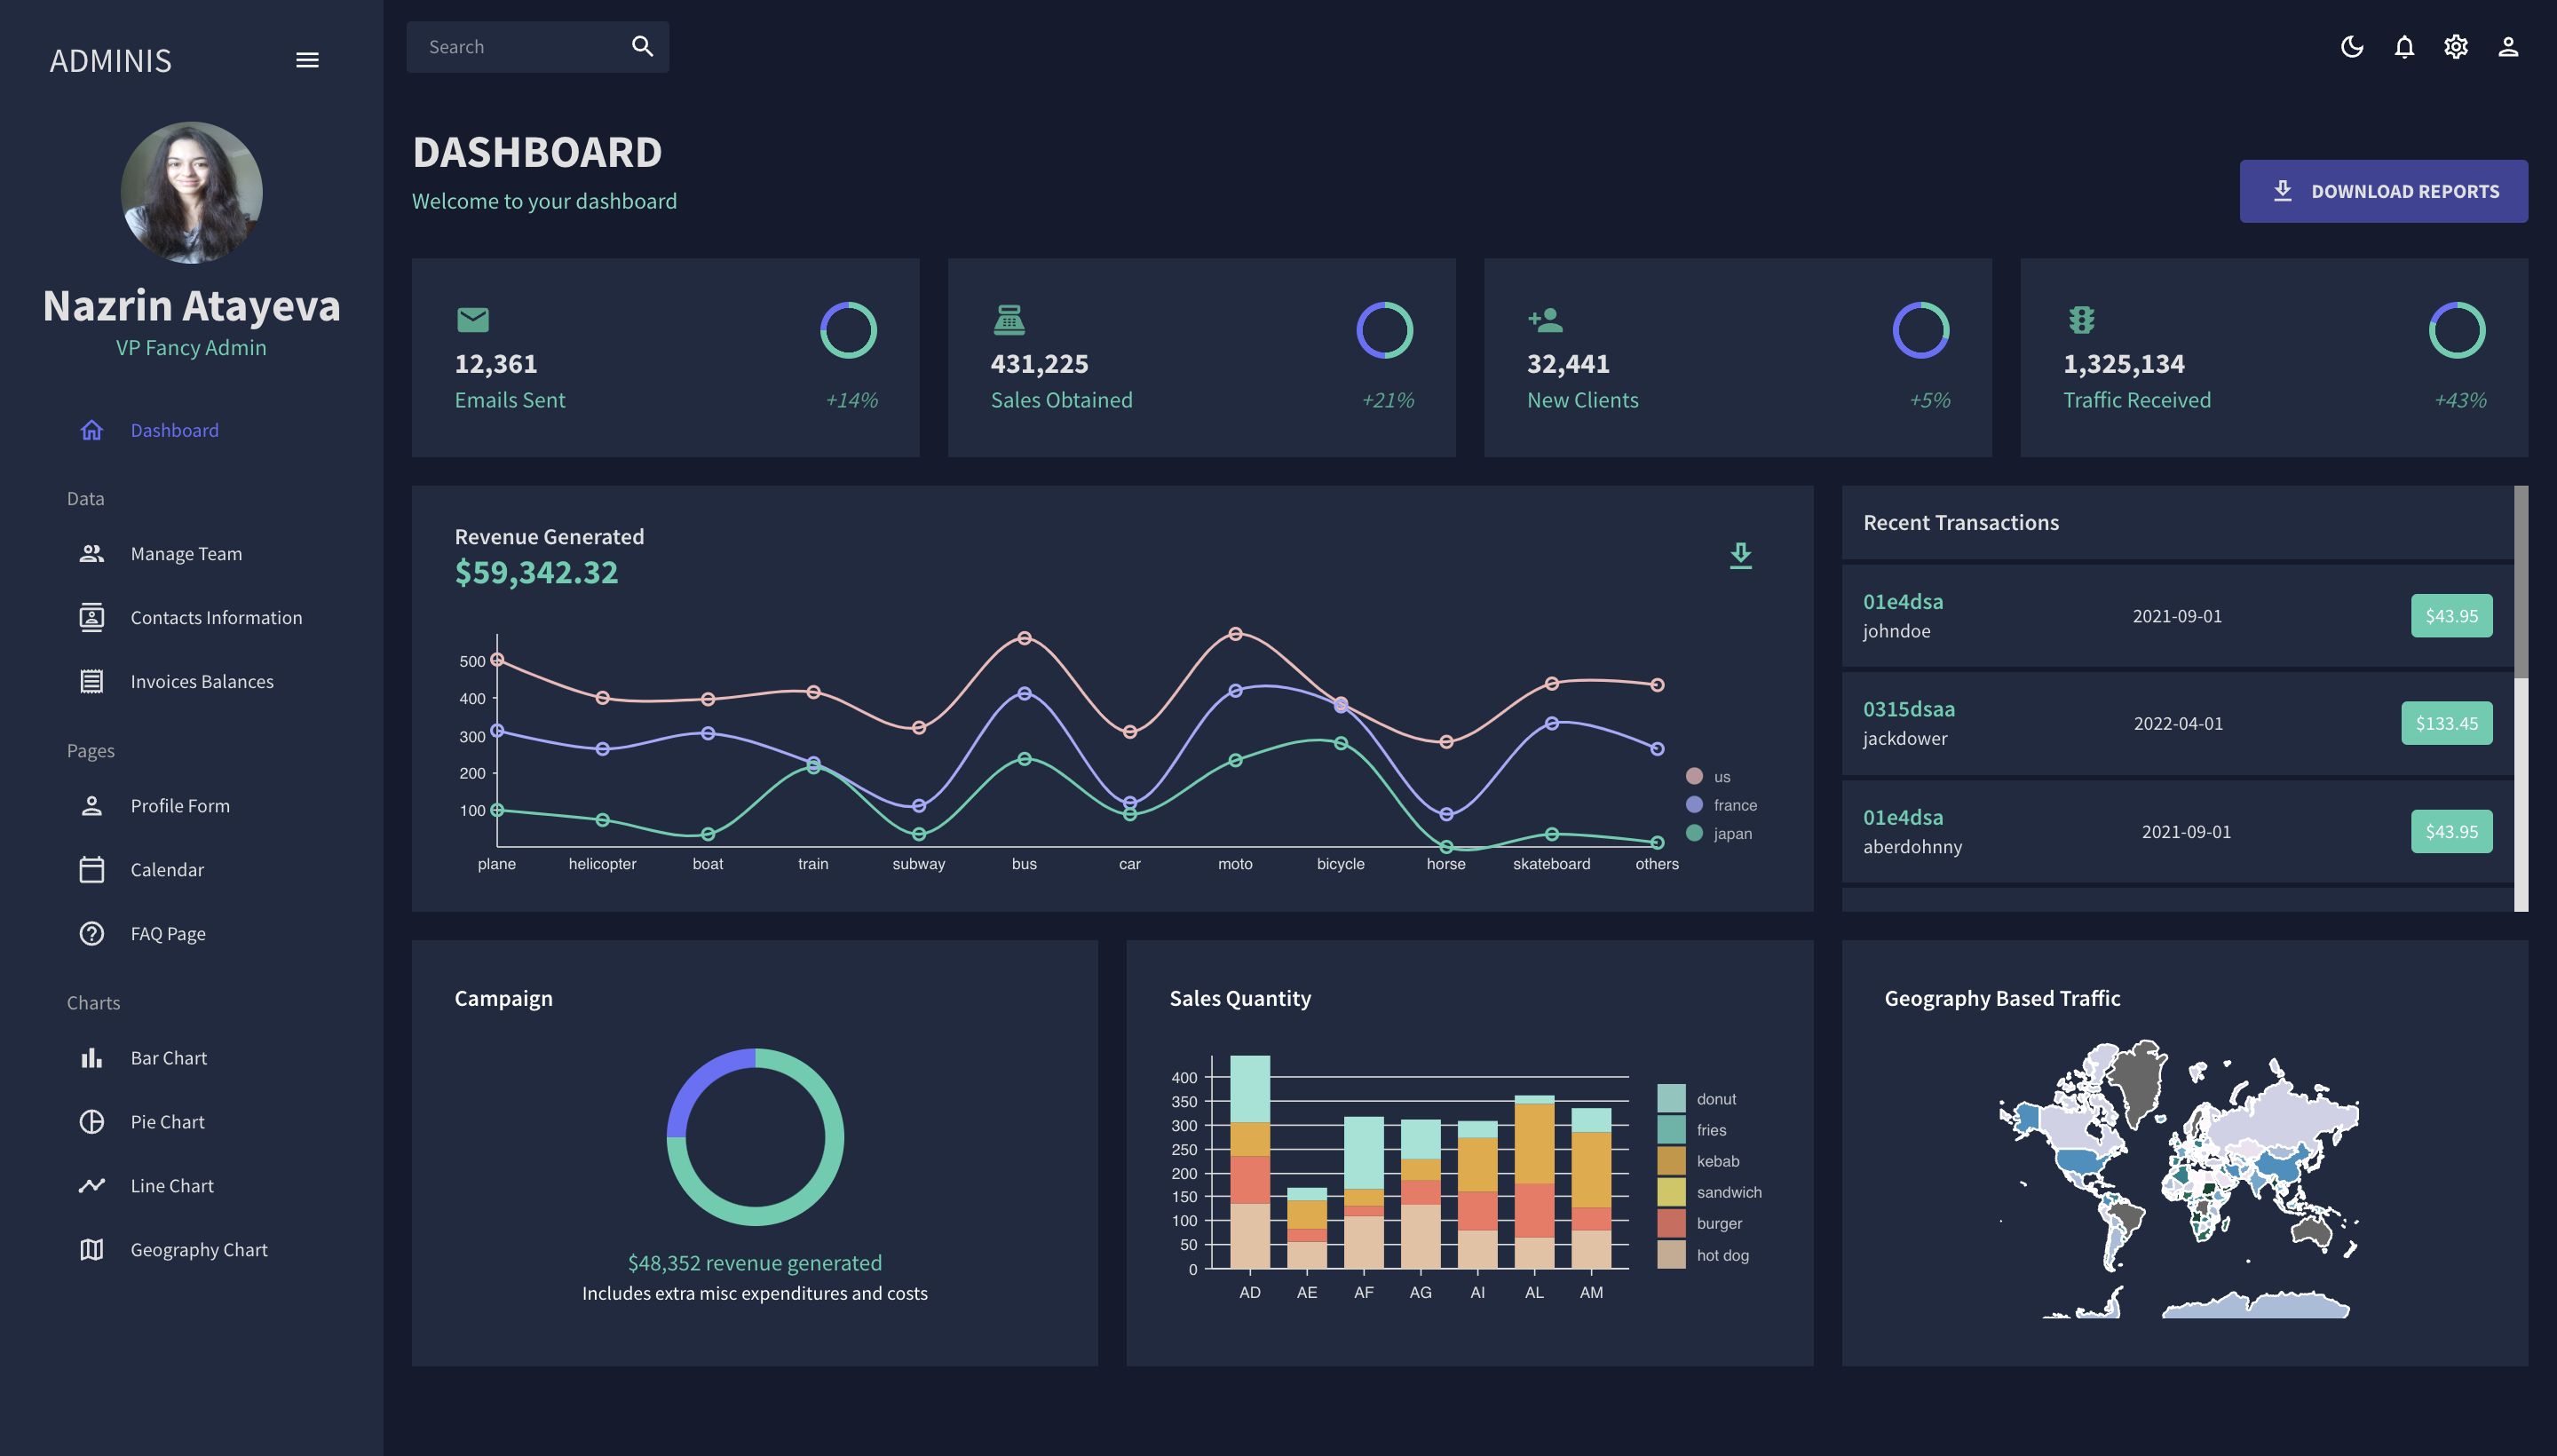 ADMINIS
Search
Nazrin Atayeva
VP Fancy Admin
Dashboard
Data
Manage Team
Contacts Information
Invoices Balances
Pages
Profile Form
Calendar
FAQ Page
Charts
Bar Chart
Pie Chart
Line Chart
Geography Chart
DASHBOARD
Welcome to your dashboard
DOWNLOAD REPORTS
12,361
Emails Sent
+14%
431,225
Sales Obtained
+21%
32,441
New Clients
+5%
1,325,134
Traffic Received
+43%
Revenue Generated
$59,342.32
500
400
300
200
100
plane helicopter boat train subway bus car moto bicycle horse skateboard others
us
france
japan
Recent Transactions
01e4dsa
johndoe
2021-09-01
$43.95
0315dsaa
jackdower
2022-04-01
$133.45
01e4dsa
aberdohnny
2021-09-01
$43.95
Campaign
$48,352 revenue generated
Includes extra misc expenditures and costs
Sales Quantity
400
350
300
250
200
150
100
50
0
AD AE AF AG AI AL AM
donut
fries
kebab
sandwich
burger
hot dog
Geography Based Traffic